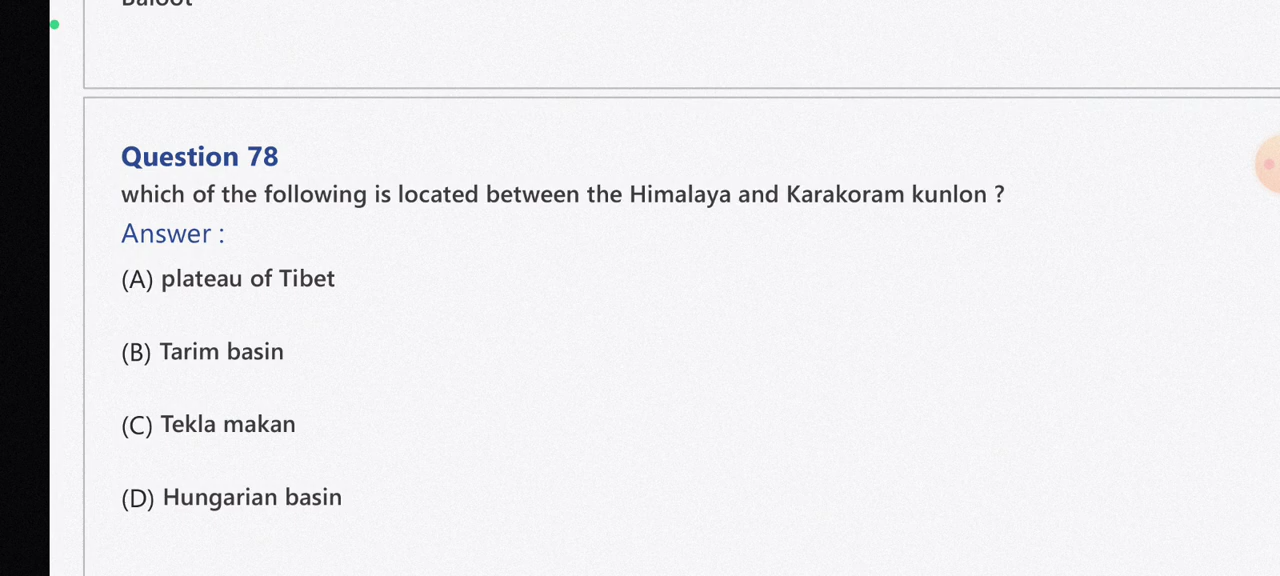 Question 78
which of the following is located between the Himalaya and Karakoram kunlon ?
Answer :
(A) plateau of Tibet
(B) Tarim basin
(C) Tekla makan
(D) Hungarian basin